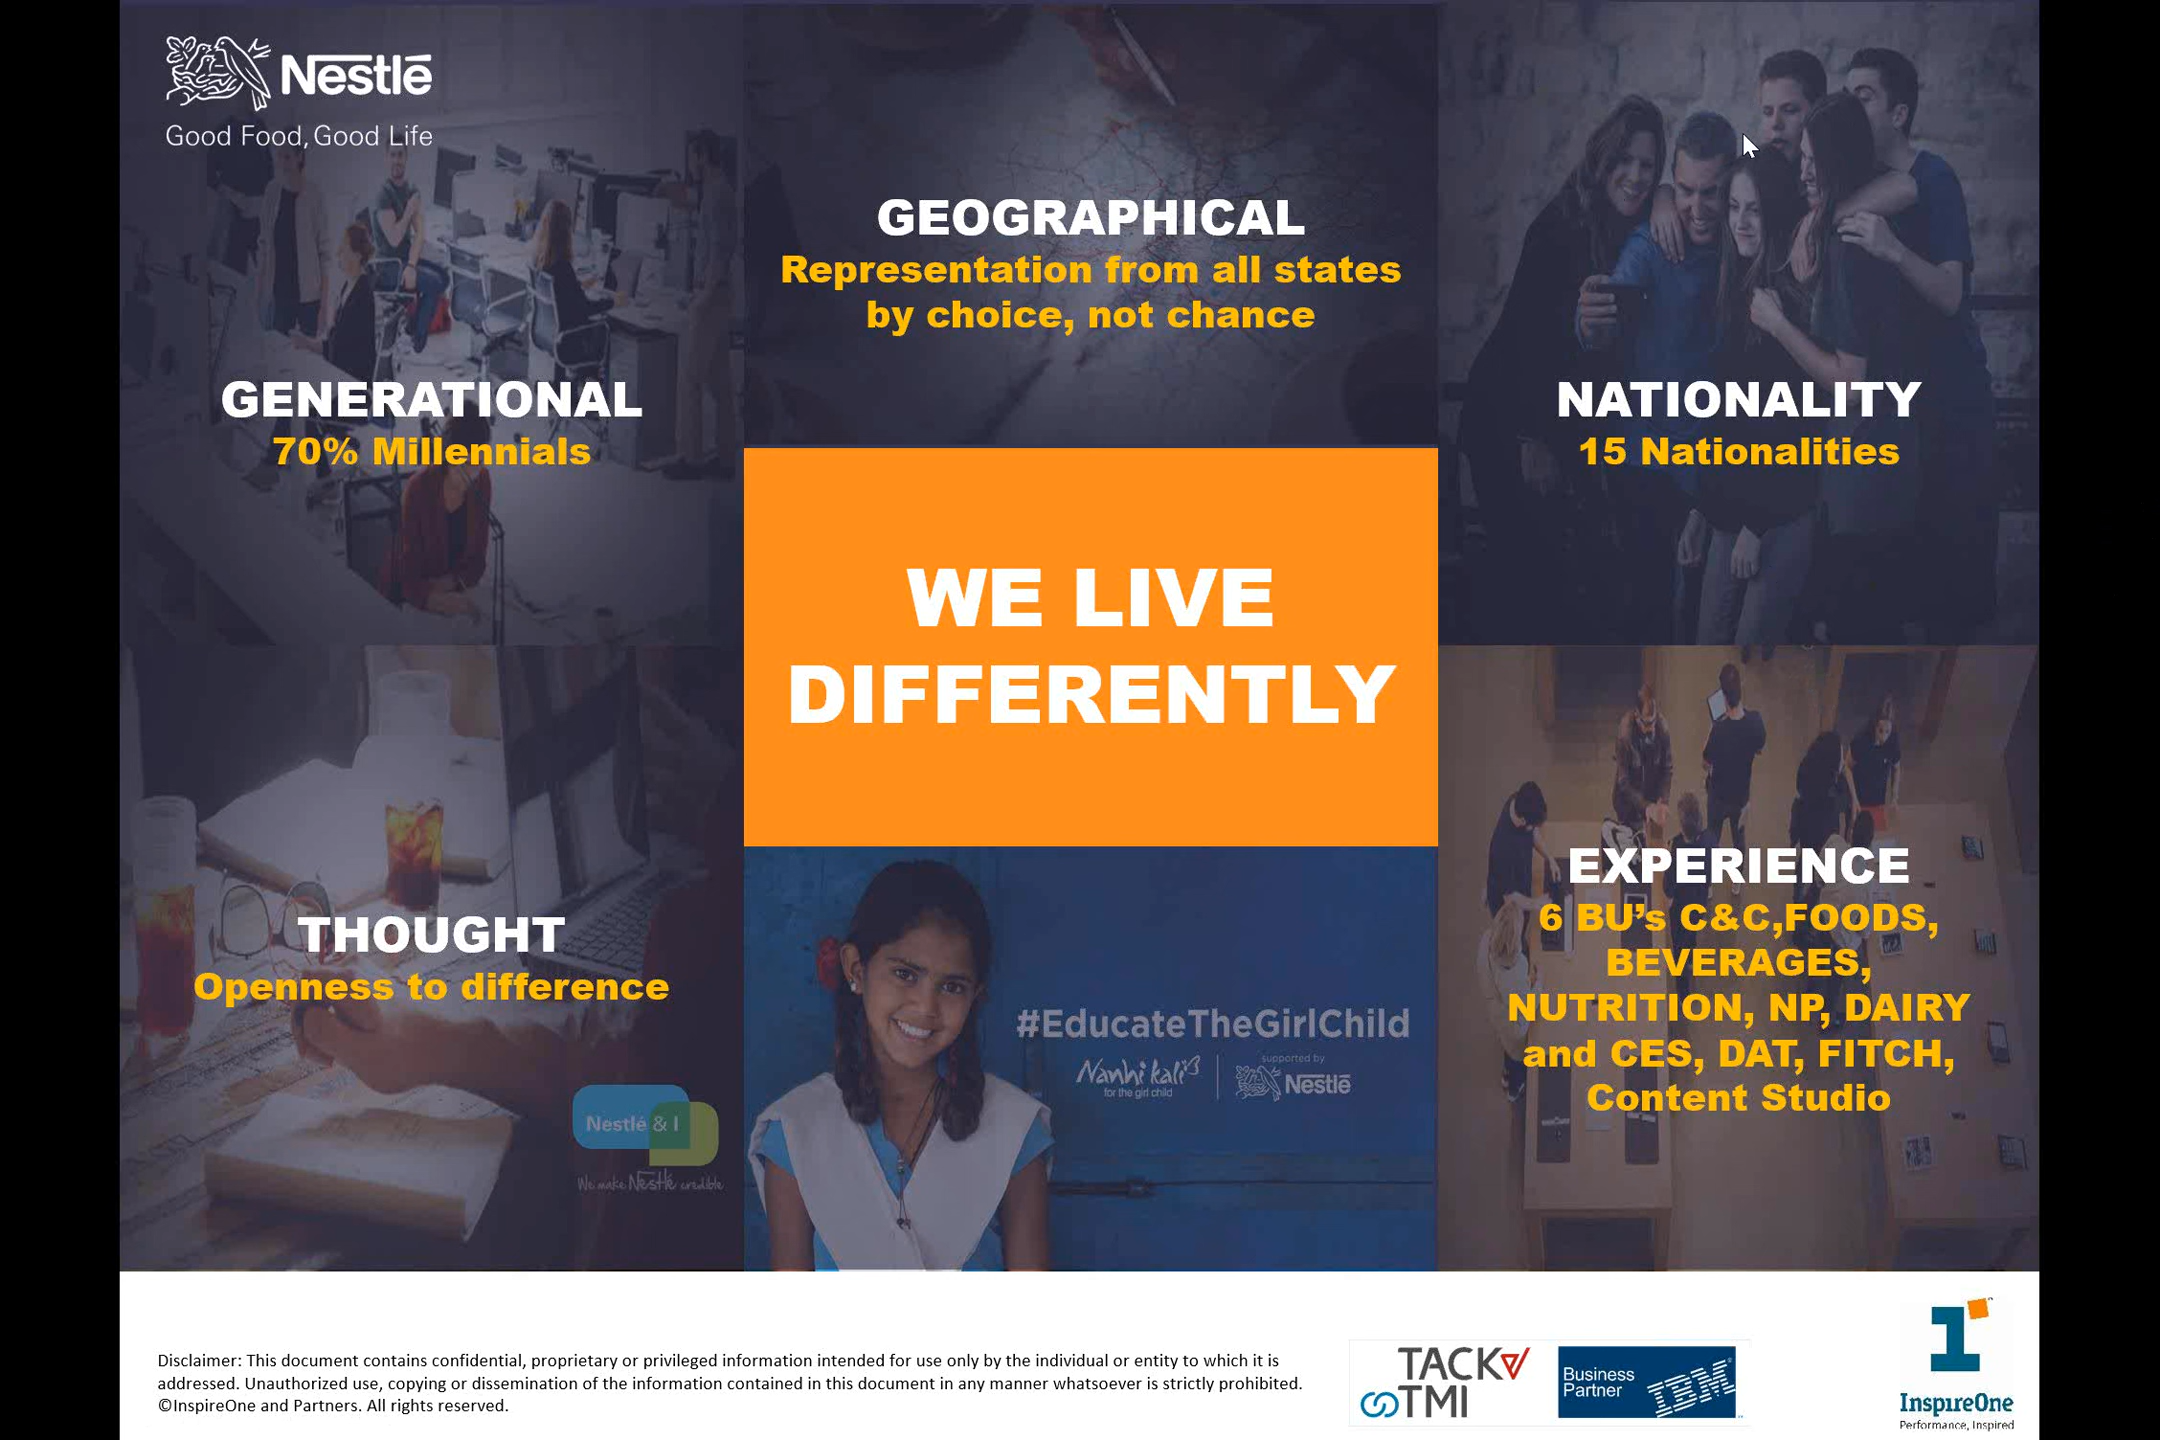 Nestlé
Good Food, Good Life
GEOGRAPHICAL
Representation from all states
by choice, not chance
GENERATIONAL
70% Millennials
NATIONALITY
15 Nationalities
WE LIVE
DIFFERENTLY
THOUGHT
Openness to difference
Nestlé & I
We make Nestlé credible
#EducateTheGirlChild
Nanhi kali
for the girl child
supported by
Nestlé
EXPERIENCE
6 BU’s C&C,FOODS,
BEVERAGES,
NUTRITION, NP, DAIRY
and CES, DAT, FITCH,
Content Studio
Disclaimer: This document contains confidential, proprietary or privileged information intended for use only by the individual or entity to which it is
addressed. Unauthorized use, copying or dissemination of the information contained in this document in any manner whatsoever is strictly prohibited.
©InspireOne and Partners. All rights reserved.
TACK
TMI
Business
Partner
IBM
InspireOne
Performance, Inspired